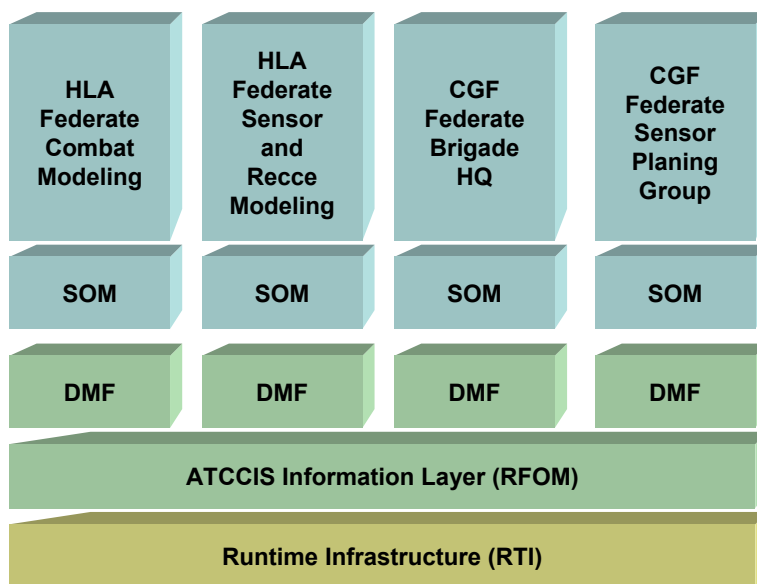 HLA
Federate
Combat
Modeling
HLA
Federate
Sensor
and
Recce
Modeling
CGF
Federate
Brigade
HQ
CGF
Federate
Sensor
Planing
Group
SOM
SOM
SOM
SOM
DMF
DMF
DMF
DMF
ATCCIS Information Layer (RFOM)
Runtime Infrastructure (RTI)